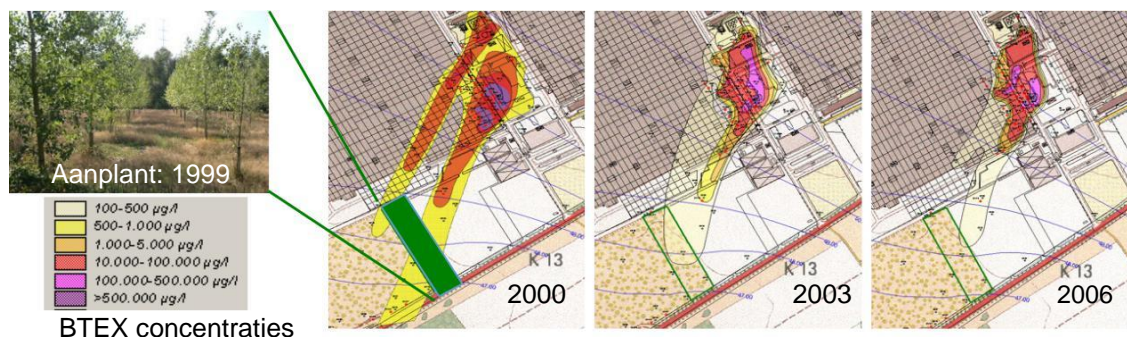 Aanplant: 1999
100-500 µg/l
500-1.000 µg/l
1.000-5.000 µg/l
10.000-100.000 µg/l
100.000-500.000 µg/l
>500.000 µg/l
BTEX concentraties
K 13
2000
K 13
2003
K 13
2006